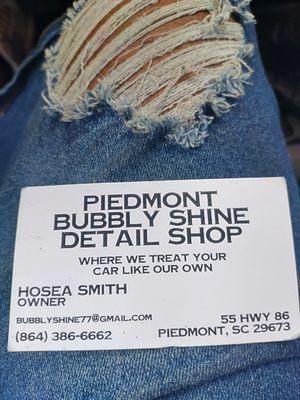 PIEDMONT
BUBBLY SHINE
DETAIL SHOP
WHERE WE TREAT YOUR
CAR LIKE OUR OWN
HOSEA SMITH
OWNER
BUBBLYSHINE77@GMAIL.COM
(864) 386-6662
55 HWY 86
PIEDMONT, SC 29673